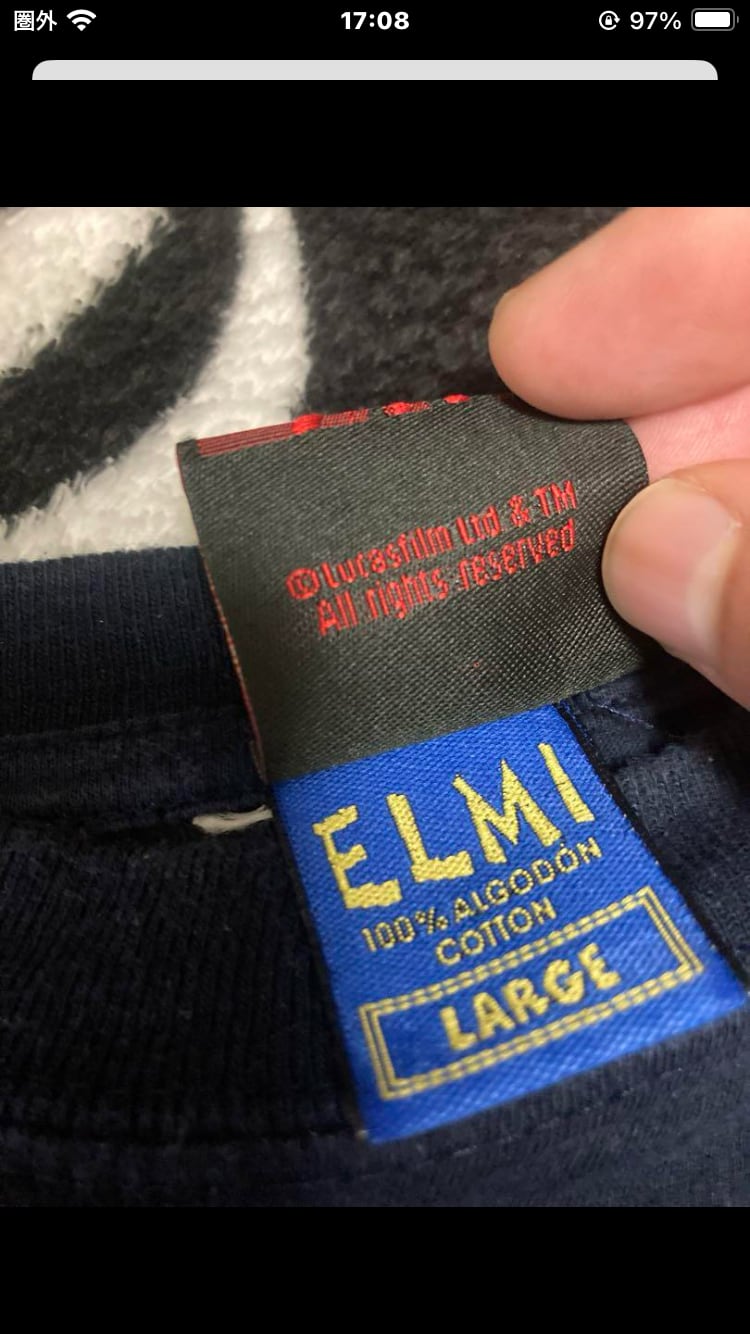 圏外
17:08
97%
©Lucasfilm Ltd & TM
All rights reserved
ELMI
100% ALGODÓN
COTTON
LARGE